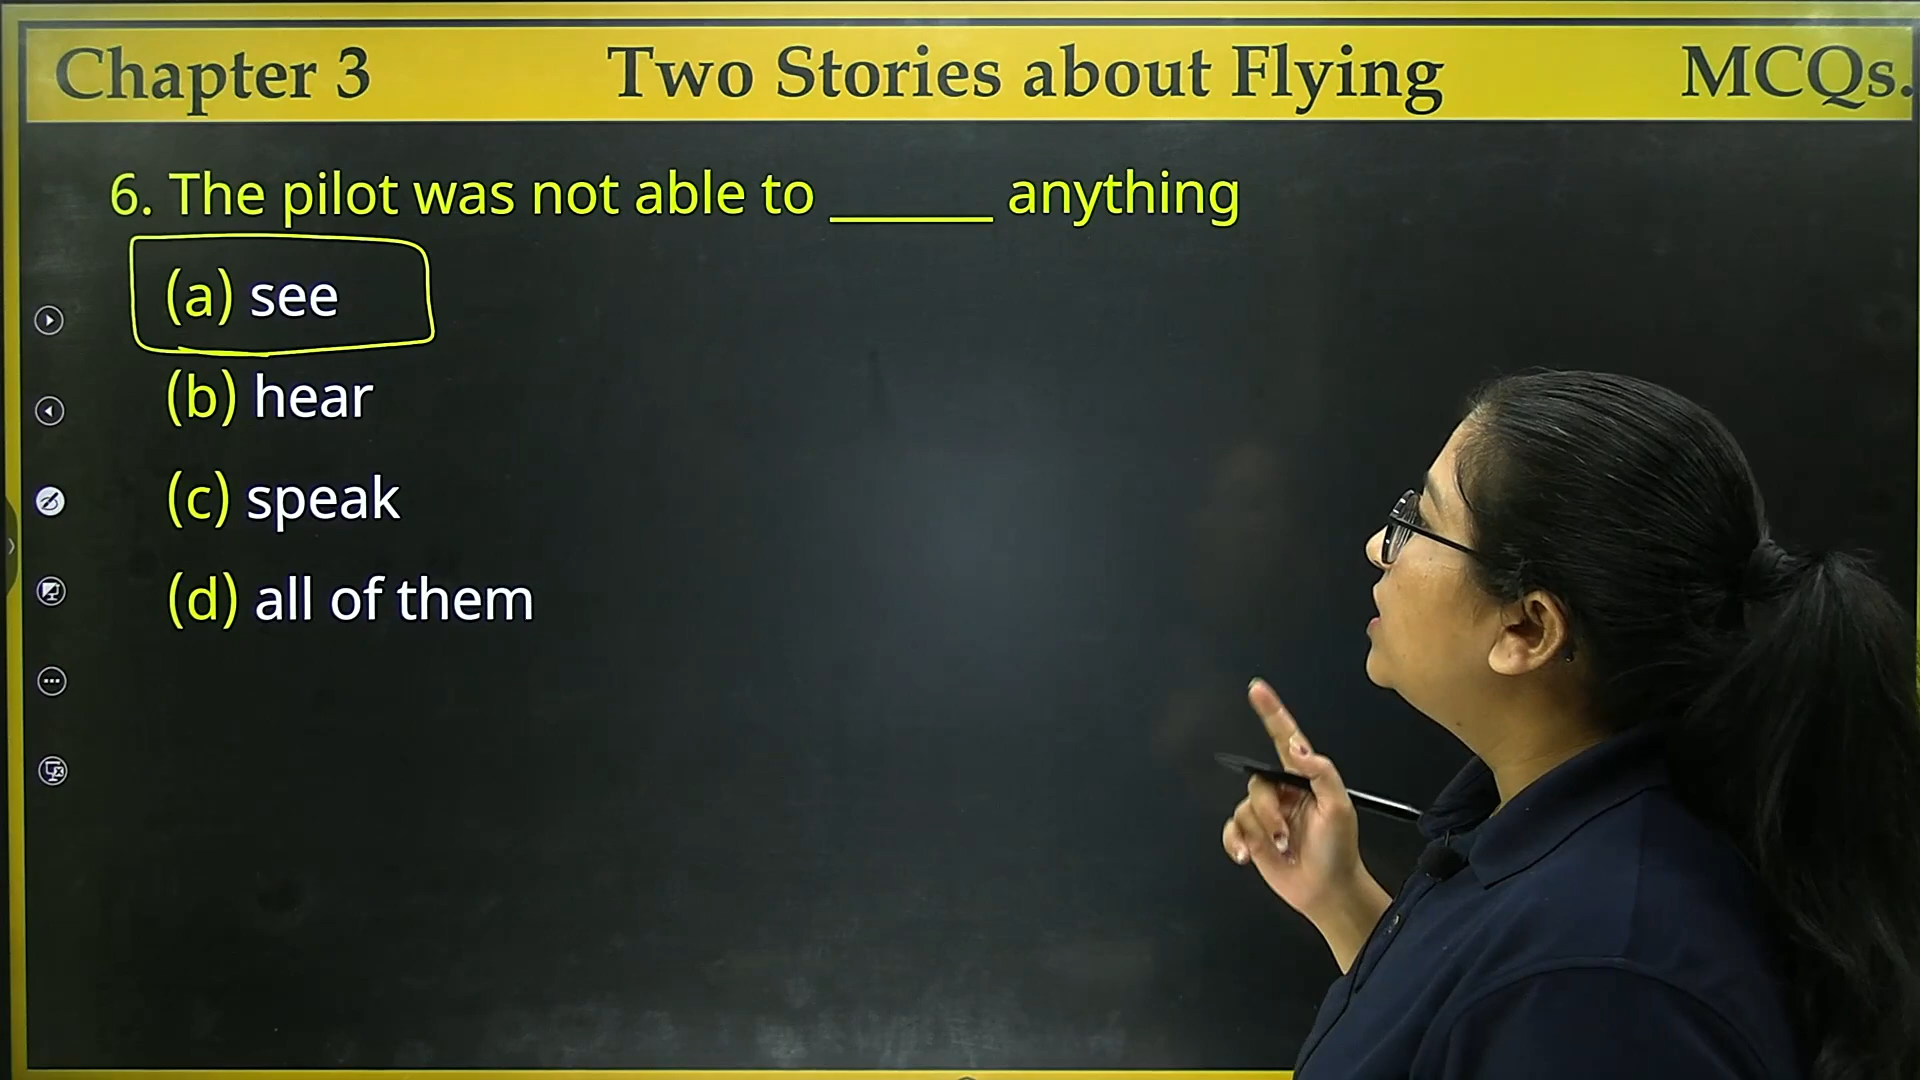 Chapter 3 Two Stories about Flying MCQs.
6. The pilot was not able to ______ anything
(a) see
(b) hear
(c) speak
(d) all of them